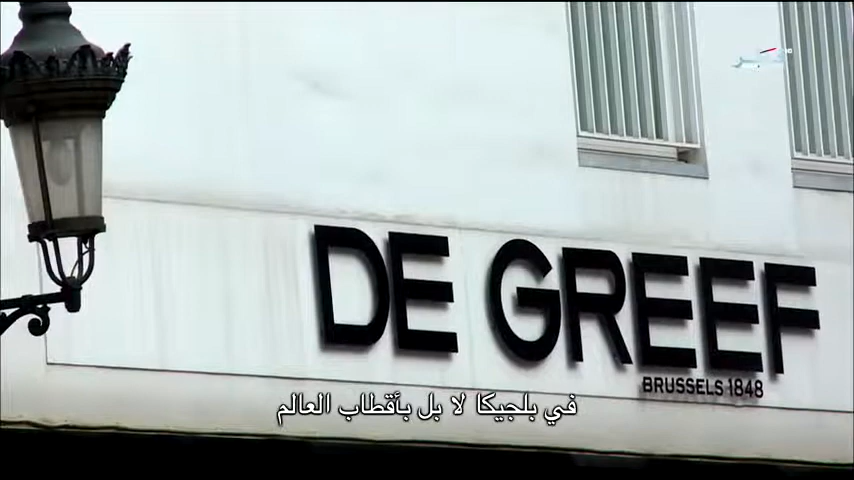 DE GREEF
BRUSSELS 1848
في بلجيكا لا بل بأقطاب العالم